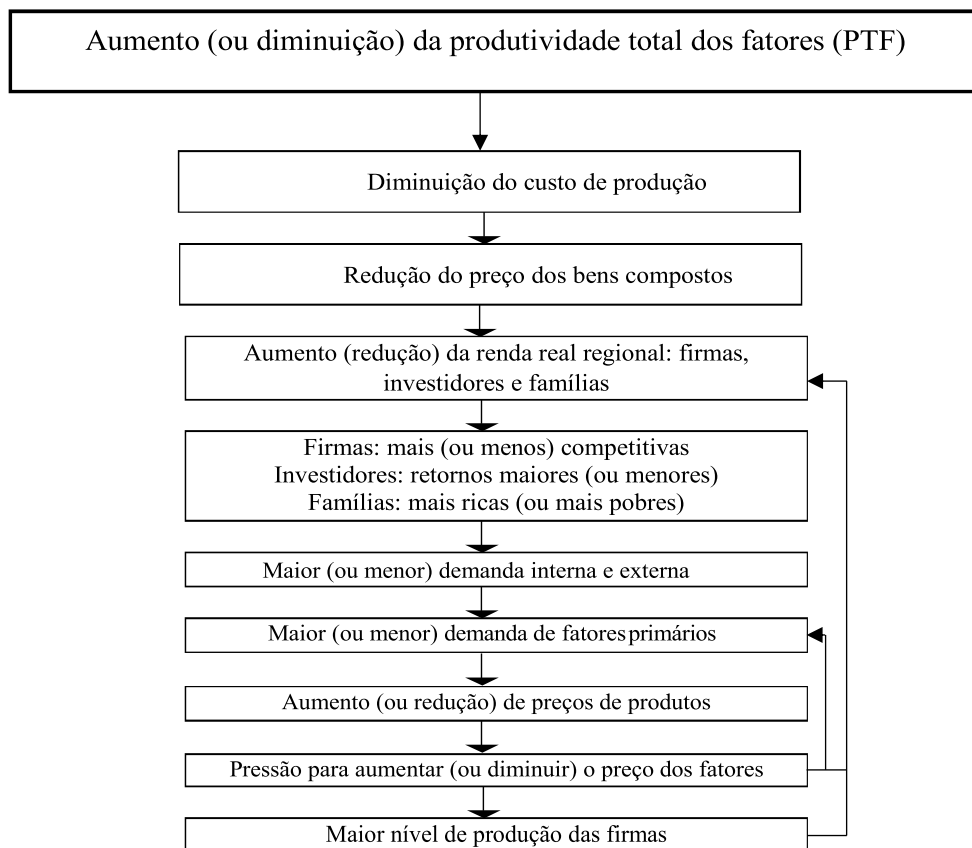 Aumento (ou diminuição) da produtividade total dos fatores (PTF)
Diminuição do custo de produção
Redução do preço dos bens compostos
Aumento (redução) da renda real regional: firmas,
investidores e famílias
Firmas: mais (ou menos) competitivas
Investidores: retornos maiores (ou menores)
Famílias: mais ricas (ou mais pobres)
Maior (ou menor) demanda interna e externa
Maior (ou menor) demanda de fatores primários
Aumento (ou redução) de preços de produtos
Pressão para aumentar (ou diminuir) o preço dos fatores
Maior nível de produção das firmas